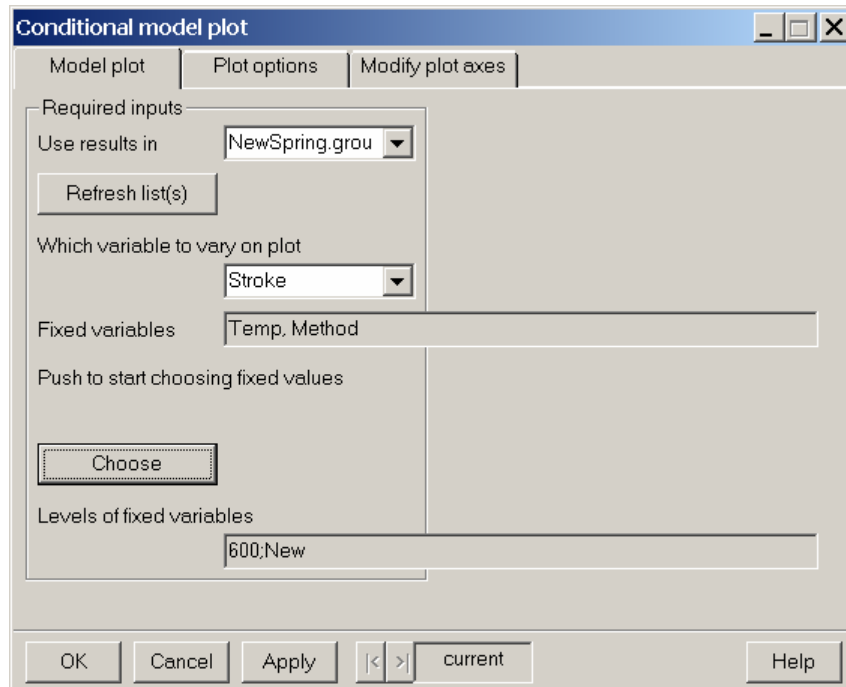 Conditional model plot
Model plot Plot options Modify plot axes
Required inputs
Use results in NewSpring.grou
Refresh list(s)
Which variable to vary on plot
Stroke
Fixed variables Temp, Method
Push to start choosing fixed values
Choose
Levels of fixed variables
600;New
OK Cancel Apply |< >| current Help